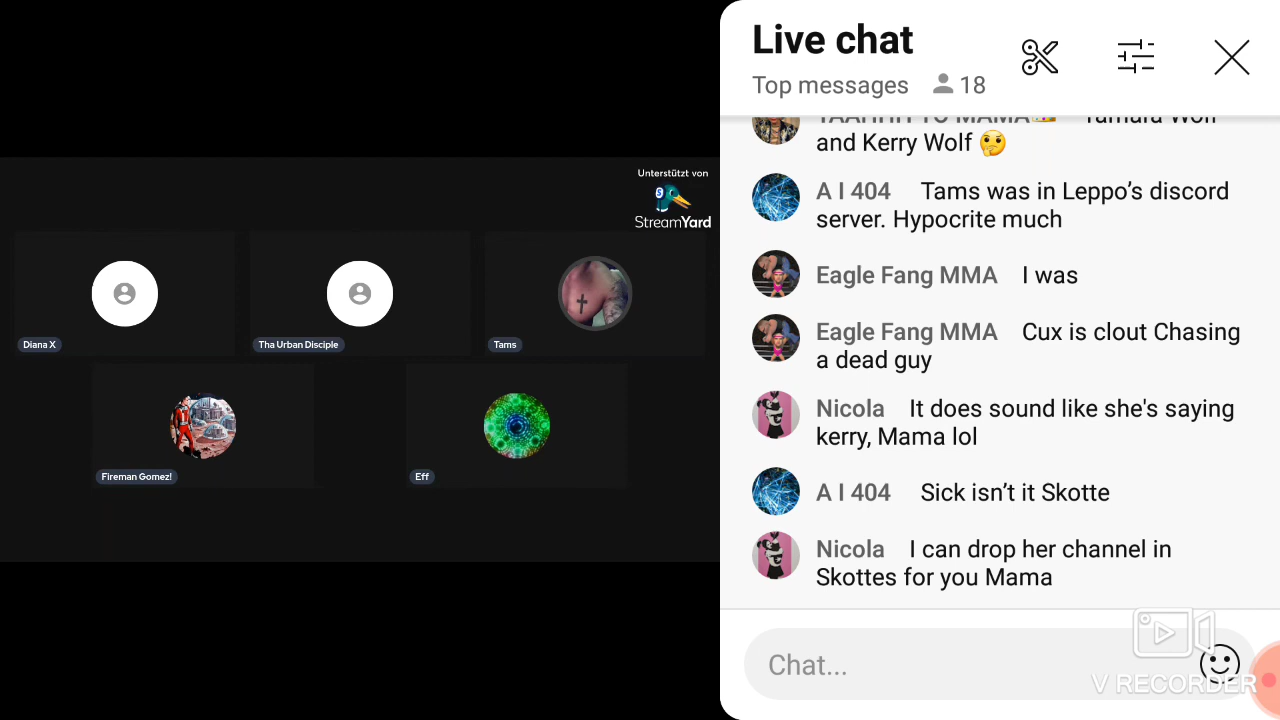 Unterstützt von
StreamYard
Diana X
Tha Urban Disciple
Tams
Fireman Gomez!
Eff
Live chat
Top messages 18
and Kerry Wolf 🤔
A I 404 Tams was in Leppo’s discord
server. Hypocrite much
Eagle Fang MMA I was
Eagle Fang MMA Cux is clout Chasing
a dead guy
Nicola It does sound like she's saying
kerry, Mama lol
A I 404 Sick isn’t it Skotte
Nicola I can drop her channel in
Skottes for you Mama
Chat...
V RECORDER